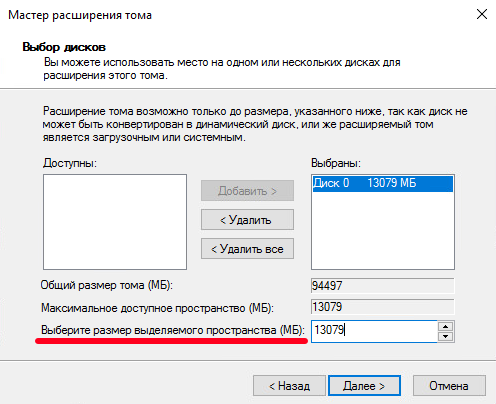 Мастер расширения тома
Выбор дисков
Вы можете использовать место на одном или нескольких дисках для
расширения этого тома.
Расширение тома возможно только до размера, указанного ниже, так как диск не
может быть конвертирован в динамический диск, или же расширяемый том
является загрузочным или системным.
Доступны:
Выбраны:
Диск 0 13079 МБ
Добавить >
< Удалить
< Удалить все
Общий размер тома (МБ): 94497
Максимальное доступное пространство (МБ): 13079
Выберите размер выделяемого пространства (МБ): 13079
< Назад
Далее >
Отмена